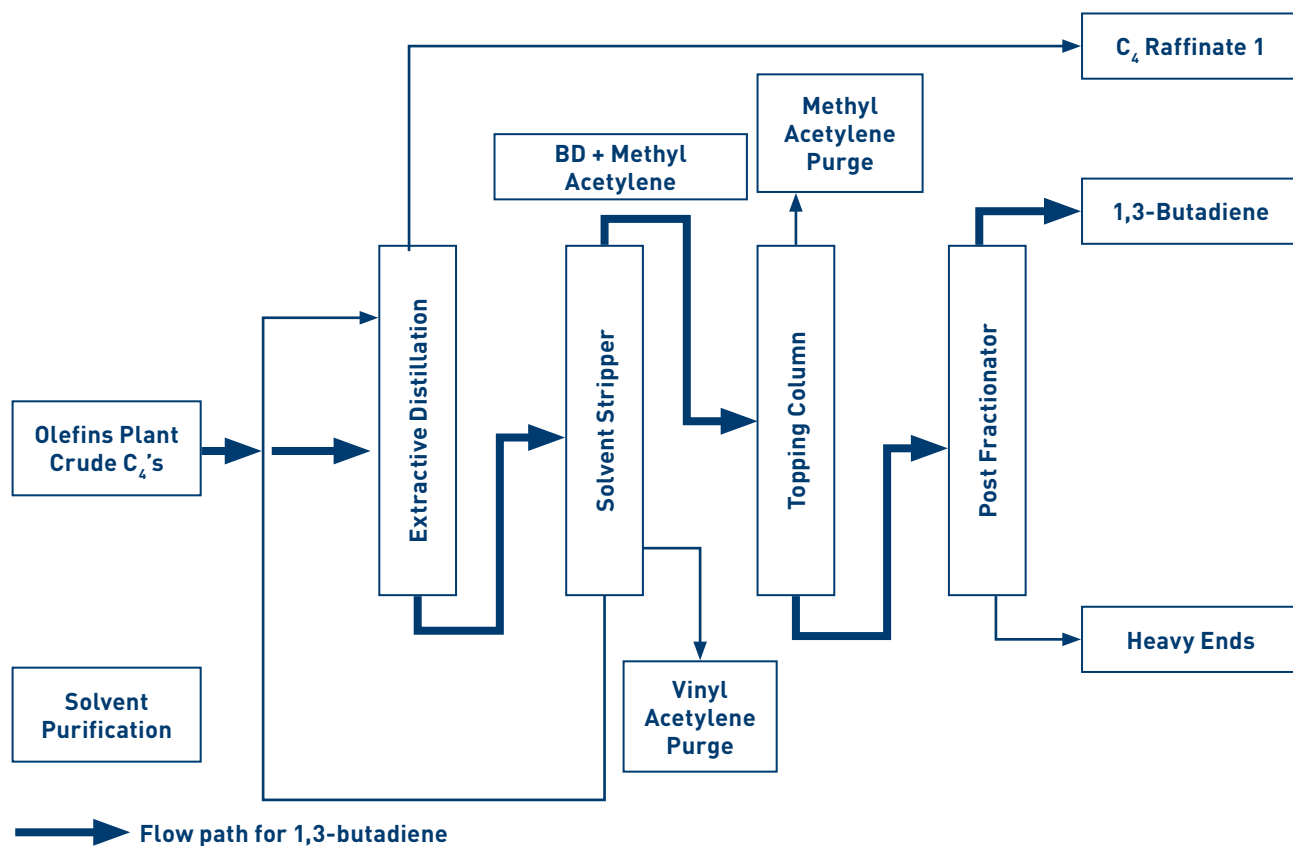 C₄ Raffinate 1
Methyl
Acetylene
Purge
BD + Methyl
Acetylene
1,3-Butadiene
Olefins Plant
Crude C₄'s
Extractive Distillation
Solvent Stripper
Topping Column
Post Fractionator
Heavy Ends
Solvent
Purification
Vinyl
Acetylene
Purge
Flow path for 1,3-butadiene